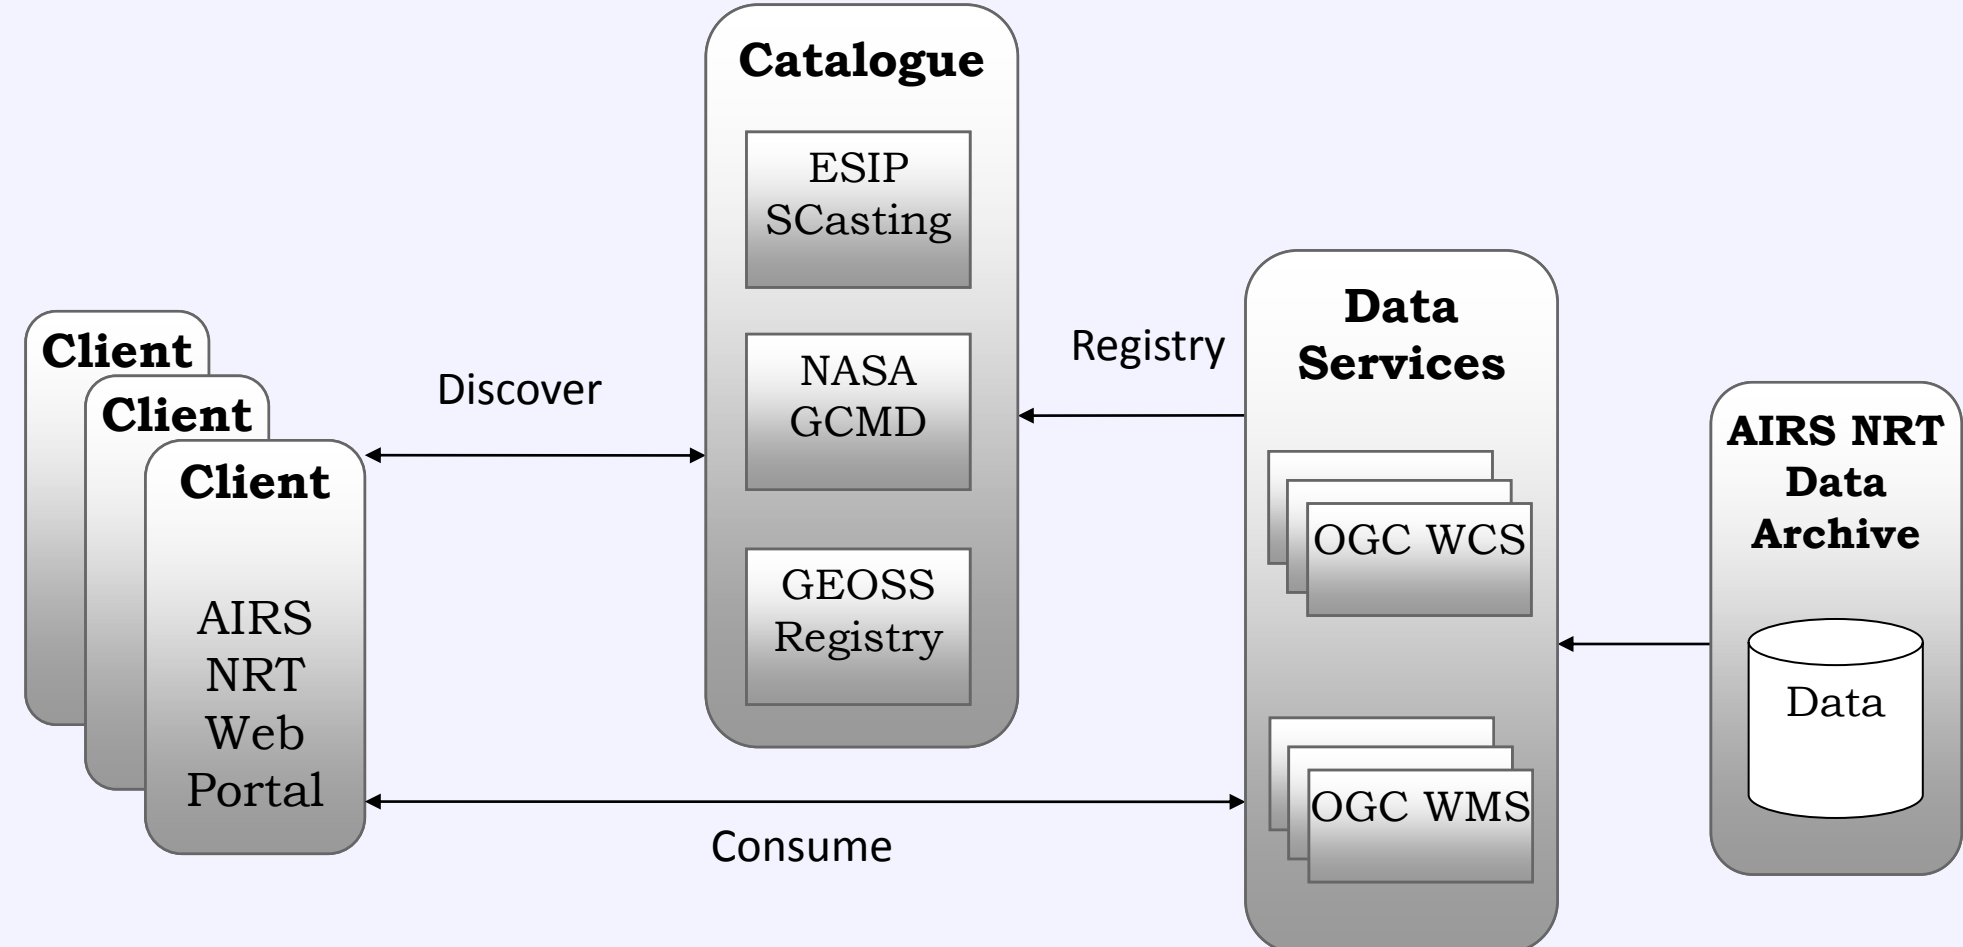 Catalogue
ESIP
SCasting
NASA
GCMD
GEOSS
Registry
Client
Client
Client
AIRS
NRT
Web
Portal
Discover
Consume
Registry
Data
Services
OGC WCS
OGC WMS
AIRS NRT
Data
Archive
Data